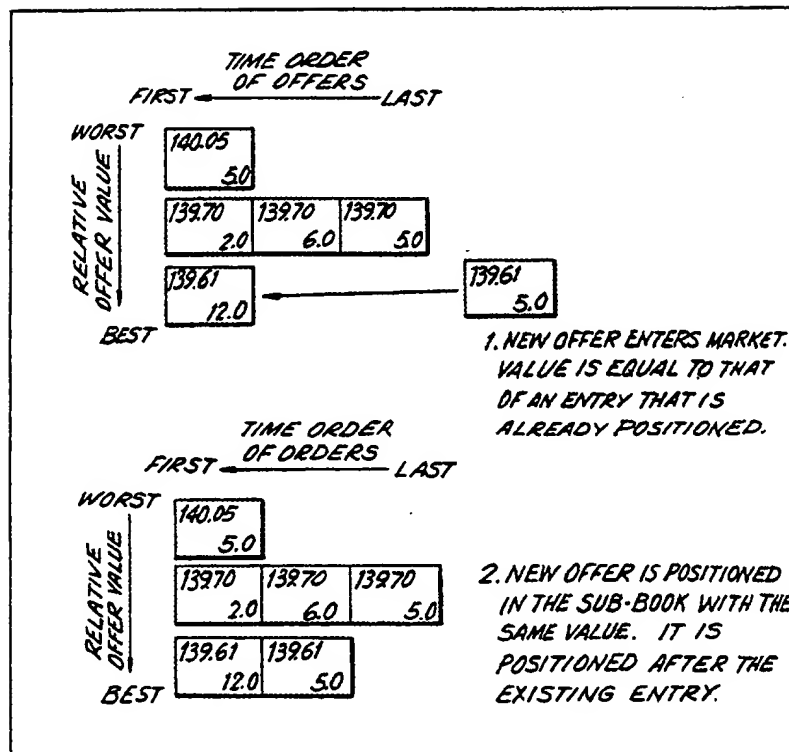 TIME ORDER
OF OFFERS
FIRST LAST
WORST
RELATIVE
OFFER VALUE
BEST
140.05
5.0
139.70 139.70 139.70
2.0 6.0 5.0
139.61 139.61
12.0 5.0
1. NEW OFFER ENTERS MARKET.
VALUE IS EQUAL TO THAT
OF AN ENTRY THAT IS
ALREADY POSITIONED.
TIME ORDER
OF ORDERS
FIRST LAST
WORST
RELATIVE
OFFER VALUE
BEST
140.05
5.0
139.70 139.70 139.70
2.0 6.0 5.0
139.61 139.61
12.0 5.0
2. NEW OFFER IS POSITIONED
IN THE SUB-BOOK WITH THE
SAME VALUE. IT IS
POSITIONED AFTER THE
EXISTING ENTRY.